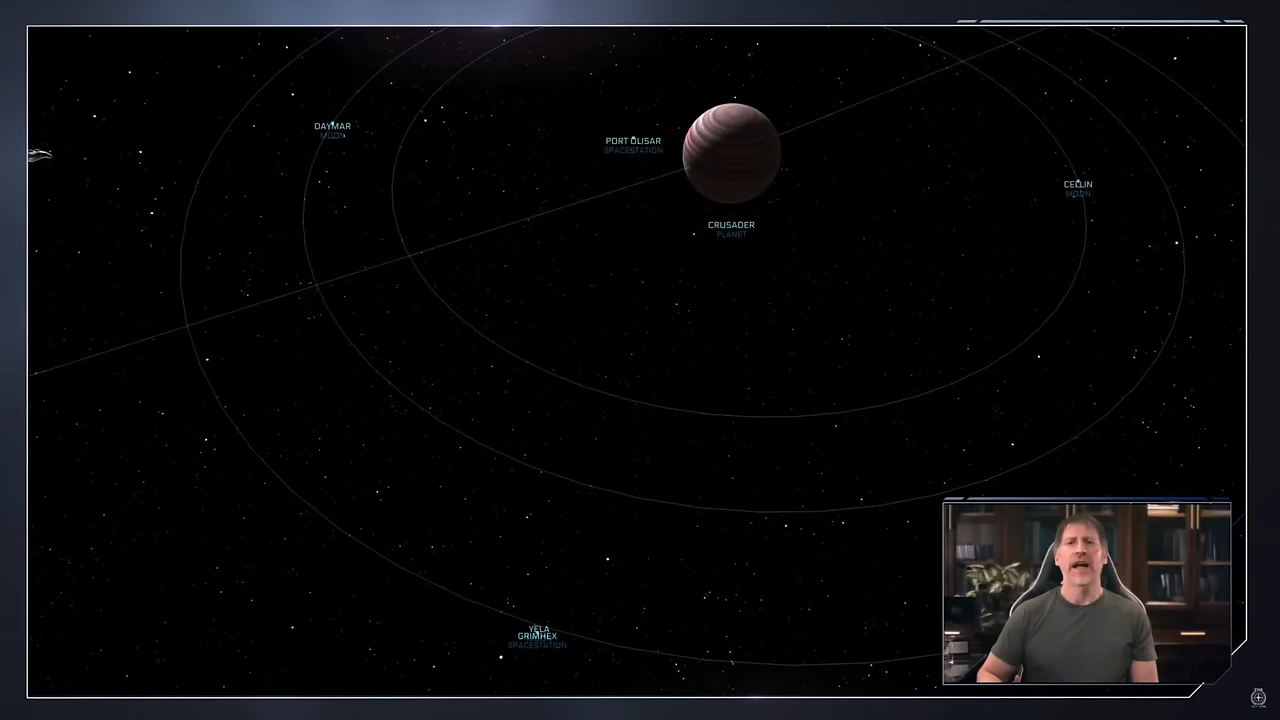 DAYMAR
MOON
PORT OLISAR
SPACESTATION
CELLIN
MOON
CRUSADER
PLANET
YELA
GRIMHEX
SPACESTATION